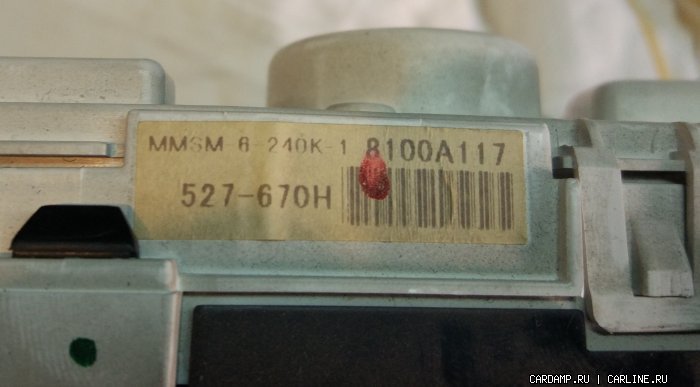 MMSM 6-240K-1 8100A117
527-670H
CARDAMP.RU | CARLINE.RU